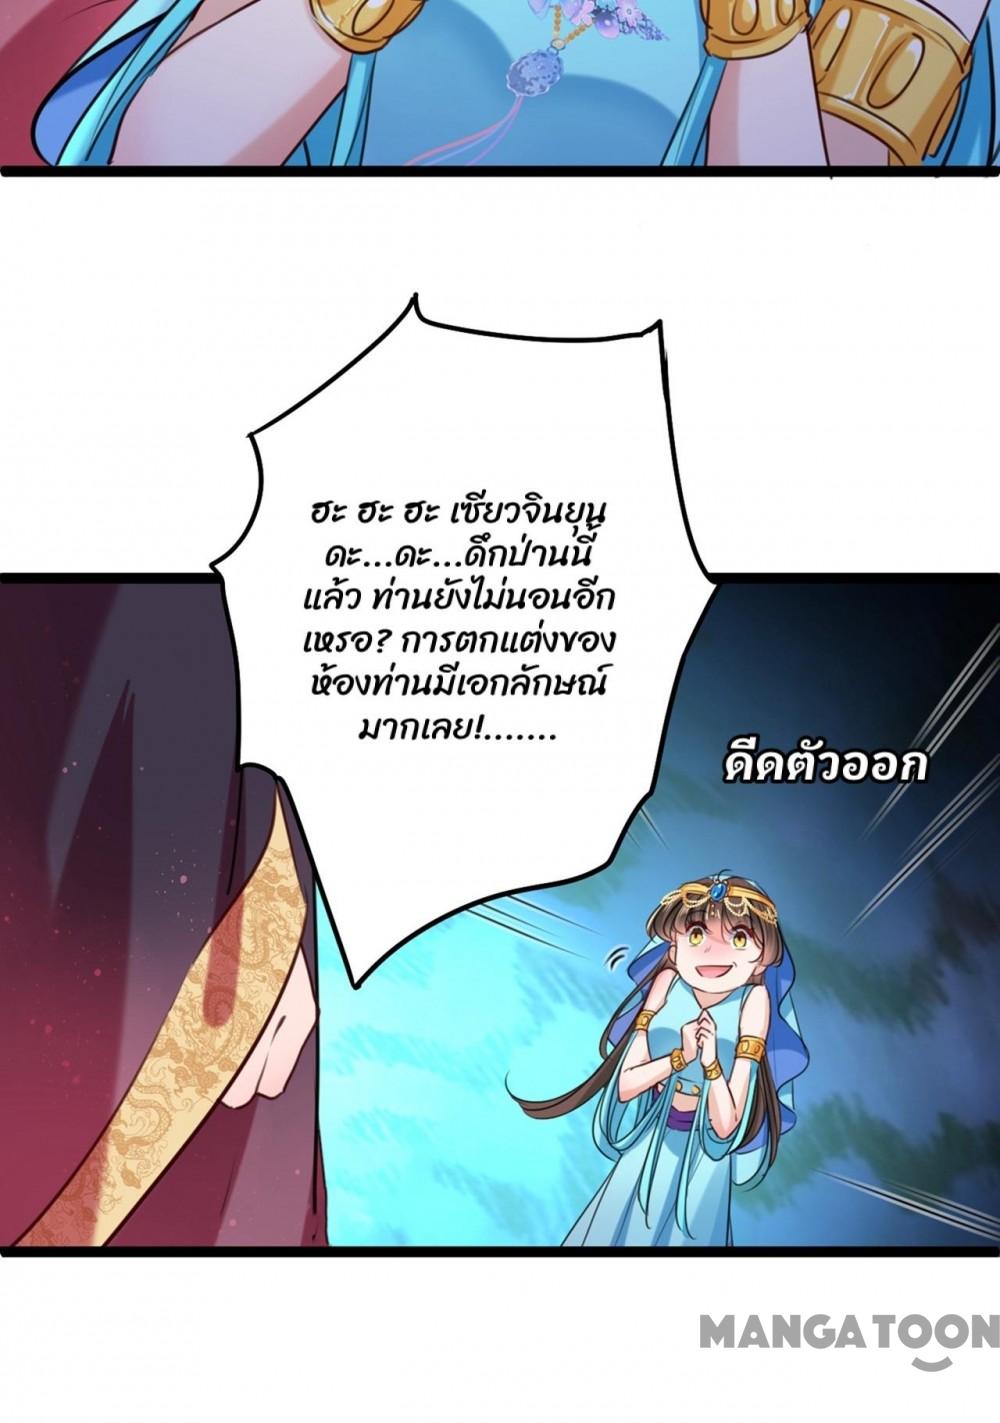 ฮะ ฮะ ฮะ เซียวจินยุน
ดะ...ดะ...ดึกป่านนี้
แล้ว ท่านยังไม่นอนอีก
เหรอ? การตกแต่งของ
ห้องท่านมีเอกลักษณ์
มากเลย!.......
ดีดตัวออก
MANGATOON